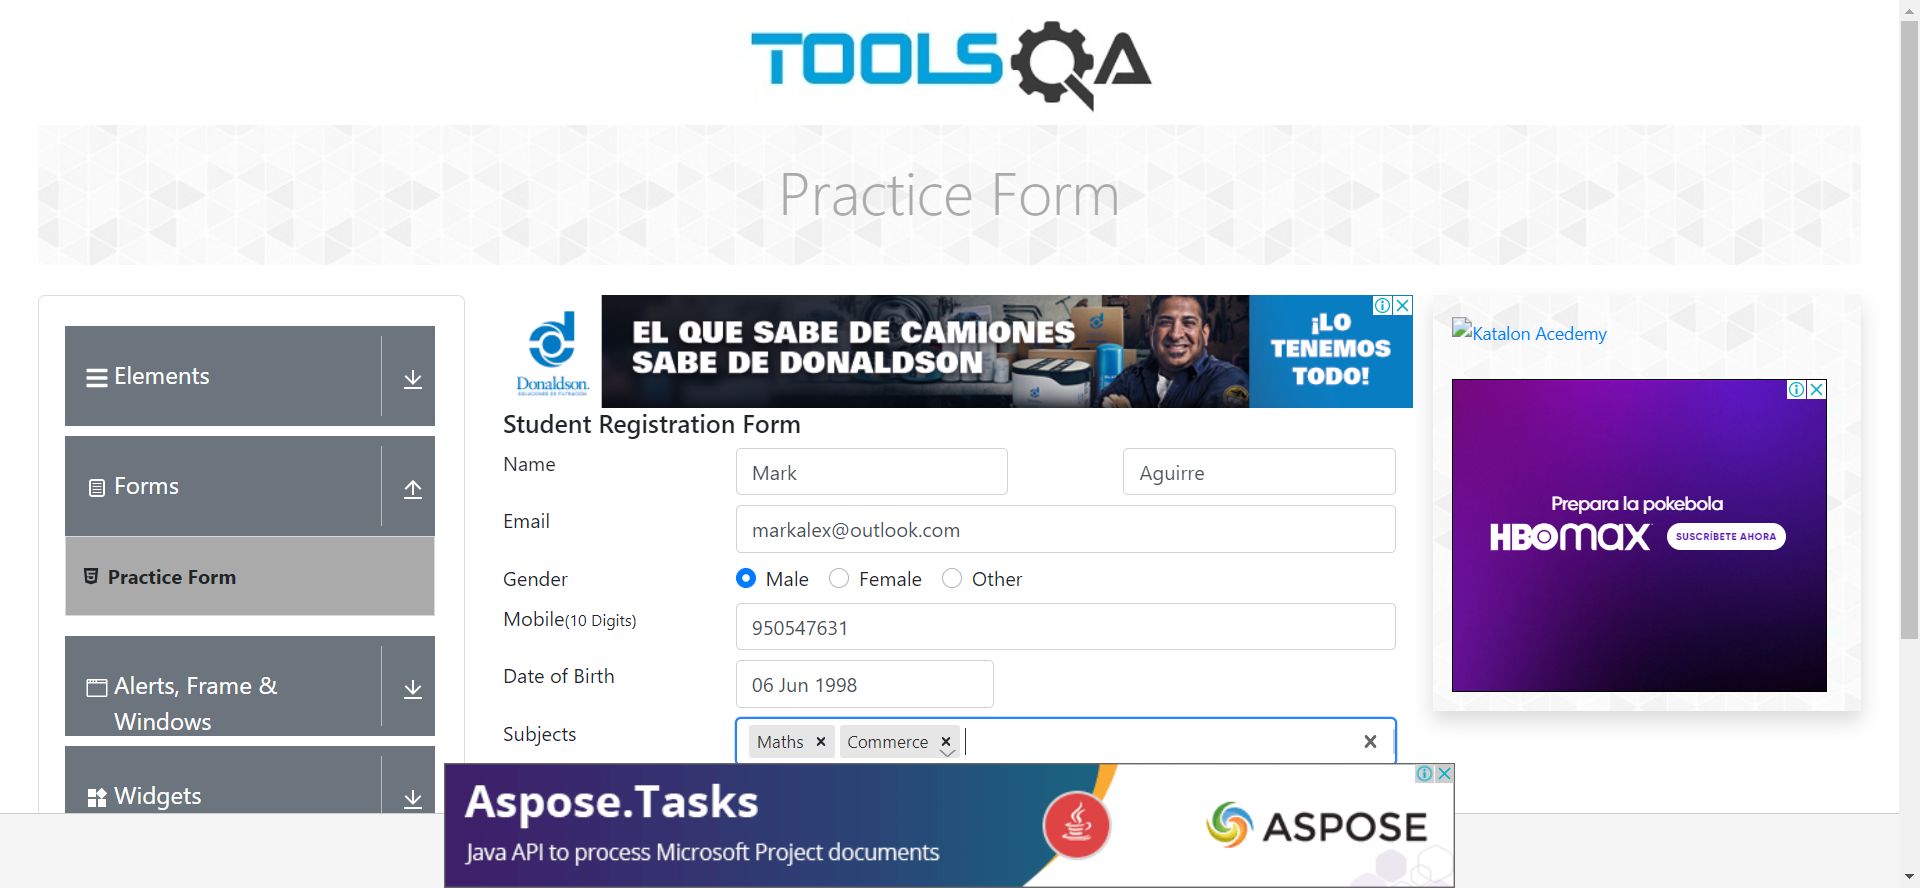 TOOLSQA
Practice Form
Elements
Forms
Practice Form
Alerts, Frame &
Windows
Widgets
Donaldson.
SOLUCIONES DE FILTRACIÓN
EL QUE SABE DE CAMIONES
SABE DE DONALDSON
¡LO
TENEMOS
TODO!
Student Registration Form
Name
Mark
Aguirre
Email
markalex@outlook.com
Gender
Male
Female
Other
Mobile(10 Digits)
950547631
Date of Birth
06 Jun 1998
Subjects
Maths
Commerce
Katalon Acedemy
Prepara la pokebola
HBOMAX
SUSCRÍBETE AHORA
Aspose.Tasks
Java API to process Microsoft Project documents
ASPOSE